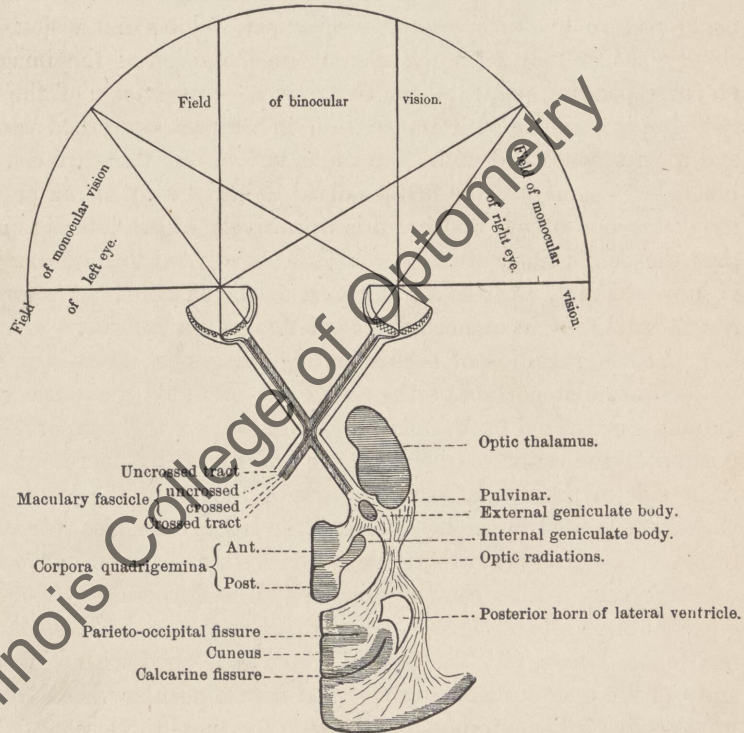 Field of binocular vision.
Field of monocular vision
of left eye.
Field of monocular vision.
of right eye.
Optic thalamus.
Uncrossed tract
Maculary fascicle { uncrossed
crossed
Crossed tract
Pulvinar.
External geniculate body.
Internal geniculate body.
Optic radiations.
Corpora quadrigemina { Ant.
Post.
Posterior horn of lateral ventricle.
Parieto-occipital fissure
Cuneus
Calcarine fissure
Illinois College of Optometry